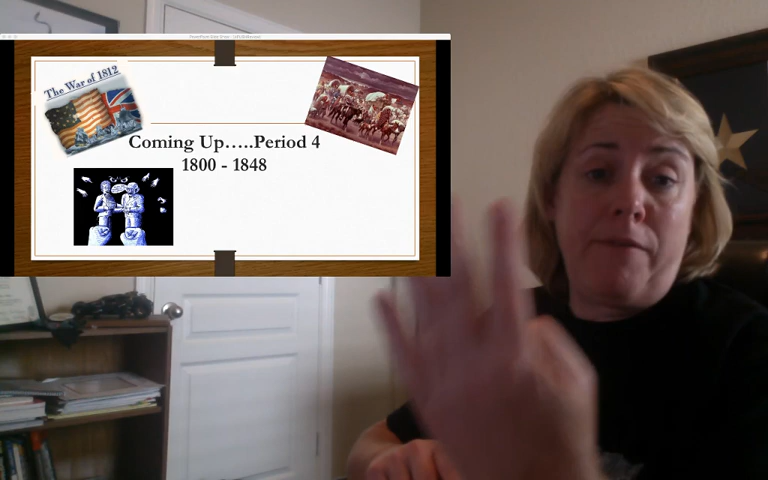 The War of 1812
Coming Up…..Period 4
1800 - 1848